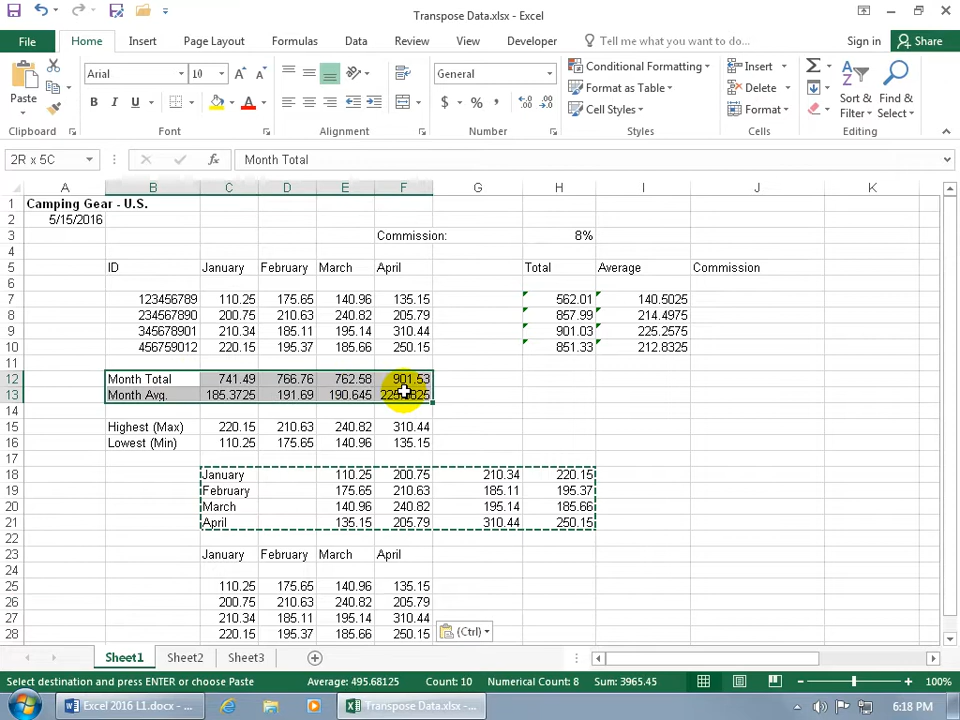 Transpose Data.xlsx - Excel
File Home Insert Page Layout Formulas Data Review View Developer Tell me what you want to do... Sign in Share
Paste Arial 10 A A General Conditional Formatting Insert
B I U A $ % , Format as Table Delete Sort & Filter Find & Select
Cell Styles Format
Clipboard Font Alignment Number Styles Cells Editing
2R x 5C fx Month Total
A B C D E F G H I J K
1 Camping Gear - U.S.
2 5/15/2016
3 Commission: 8%
4
5 ID January February March April Total Average Commission
6
7 123456789 110.25 175.65 140.96 135.15 562.01 140.5025
8 234567890 200.75 210.63 240.82 205.79 857.99 214.4975
9 345678901 210.34 185.11 195.14 310.44 901.03 225.2575
10 456759012 220.15 195.37 185.66 250.15 851.33 212.8325
11
12 Month Total 741.49 766.76 762.58 901.53
13 Month Avg. 185.3725 191.69 190.645 225.3825
14
15 Highest (Max) 220.15 210.63 240.82 310.44
16 Lowest (Min) 110.25 175.65 140.96 135.15
17
18 January 110.25 200.75 210.34 220.15
19 February 175.65 210.63 185.11 195.37
20 March 140.96 240.82 195.14 185.66
21 April 135.15 205.79 310.44 250.15
22
23 January February March April
24
25 110.25 175.65 140.96 135.15
26 200.75 210.63 240.82 205.79
27 210.34 185.11 195.14 310.44
28 220.15 195.37 185.66 250.15
(Ctrl)
Sheet1 Sheet2 Sheet3
Select destination and press ENTER or choose Paste Average: 495.68125 Count: 10 Numerical Count: 8 Sum: 3965.45 100%
Excel 2016 L1.docx - ... Transpose Data.xlsx -... 6:18 PM